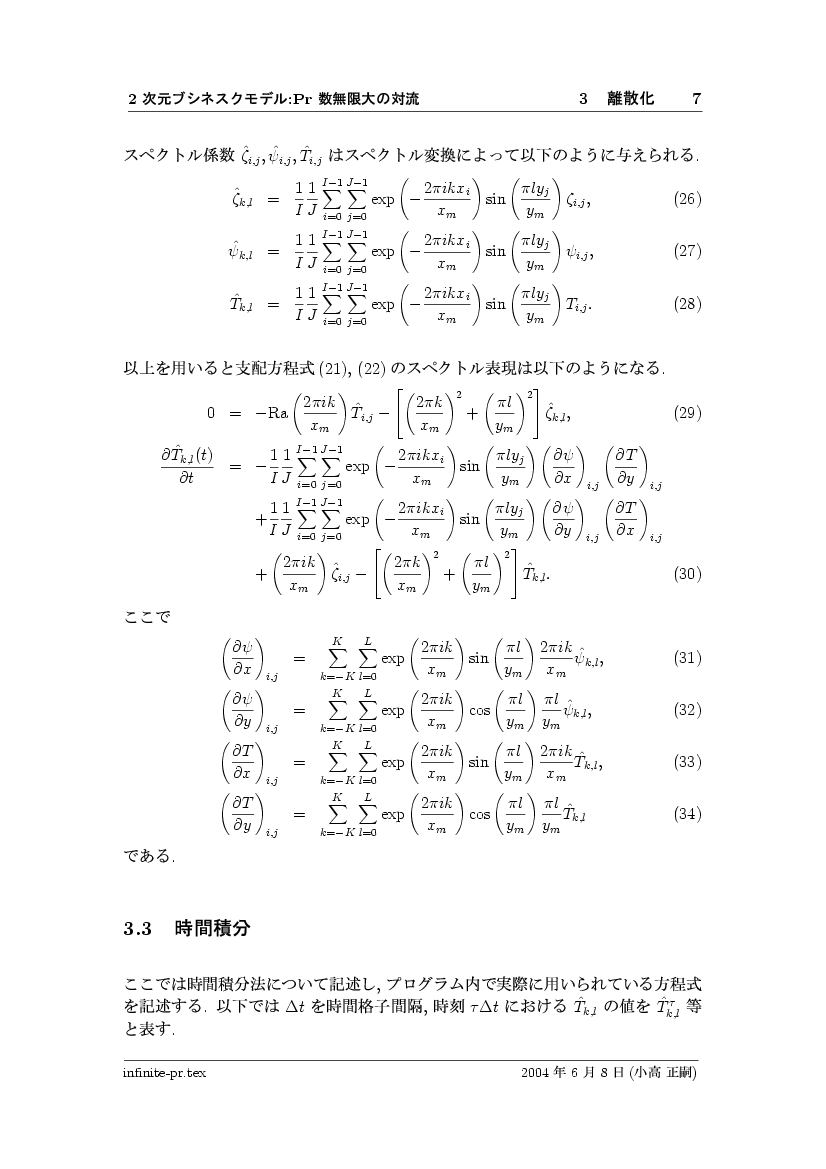 2 次元ブシネスクモデル:Pr 数無限大の対流 3 離散化 7
スペクトル係数 $\hat{\zeta}_{i,j}, \hat{\psi}_{i,j}, \hat{T}_{i,j}$ はスペクトル変換によって以下のように与えられる.
$\hat{\zeta}_{k,l} = \frac{1}{I}\frac{1}{J}\sum_{i=0}^{I-1}\sum_{j=0}^{J-1}\exp\left(-\frac{2\pi ikx_i}{x_m}\right)\sin\left(\frac{\pi ly_j}{y_m}\right)\zeta_{i,j},$ (26)
$\hat{\psi}_{k,l} = \frac{1}{I}\frac{1}{J}\sum_{i=0}^{I-1}\sum_{j=0}^{J-1}\exp\left(-\frac{2\pi ikx_i}{x_m}\right)\sin\left(\frac{\pi ly_j}{y_m}\right)\psi_{i,j},$ (27)
$\hat{T}_{k,l} = \frac{1}{I}\frac{1}{J}\sum_{i=0}^{I-1}\sum_{j=0}^{J-1}\exp\left(-\frac{2\pi ikx_i}{x_m}\right)\sin\left(\frac{\pi ly_j}{y_m}\right)T_{i,j}.$ (28)
以上を用いると支配方程式 (21), (22) のスペクトル表現は以下のようになる.
$0 = -\mathrm{Ra}\left(\frac{2\pi ik}{x_m}\right)\hat{T}_{i,j} - \left[\left(\frac{2\pi k}{x_m}\right)^2 + \left(\frac{\pi l}{y_m}\right)^2\right]\hat{\zeta}_{k,l},$ (29)
$\frac{\partial \hat{T}_{k,l}(t)}{\partial t} = -\frac{1}{I}\frac{1}{J}\sum_{i=0}^{I-1}\sum_{j=0}^{J-1}\exp\left(-\frac{2\pi ikx_i}{x_m}\right)\sin\left(\frac{\pi ly_j}{y_m}\right)\left(\frac{\partial \psi}{\partial x}\right)_{i,j}\left(\frac{\partial T}{\partial y}\right)_{i,j}$
$+\frac{1}{I}\frac{1}{J}\sum_{i=0}^{I-1}\sum_{j=0}^{J-1}\exp\left(-\frac{2\pi ikx_i}{x_m}\right)\sin\left(\frac{\pi ly_j}{y_m}\right)\left(\frac{\partial \psi}{\partial y}\right)_{i,j}\left(\frac{\partial T}{\partial x}\right)_{i,j}$
$+\left(\frac{2\pi ik}{x_m}\right)\hat{\zeta}_{i,j} - \left[\left(\frac{2\pi k}{x_m}\right)^2 + \left(\frac{\pi l}{y_m}\right)^2\right]\hat{T}_{k,l}.$ (30)
ここで
$\left(\frac{\partial \psi}{\partial x}\right)_{i,j} = \sum_{k=-K}^{K}\sum_{l=0}^{L}\exp\left(\frac{2\pi ik}{x_m}\right)\sin\left(\frac{\pi l}{y_m}\right)\frac{2\pi ik}{x_m}\hat{\psi}_{k,l},$ (31)
$\left(\frac{\partial \psi}{\partial y}\right)_{i,j} = \sum_{k=-K}^{K}\sum_{l=0}^{L}\exp\left(\frac{2\pi ik}{x_m}\right)\cos\left(\frac{\pi l}{y_m}\right)\frac{\pi l}{y_m}\hat{\psi}_{k,l},$ (32)
$\left(\frac{\partial T}{\partial x}\right)_{i,j} = \sum_{k=-K}^{K}\sum_{l=0}^{L}\exp\left(\frac{2\pi ik}{x_m}\right)\sin\left(\frac{\pi l}{y_m}\right)\frac{2\pi ik}{x_m}\hat{T}_{k,l},$ (33)
$\left(\frac{\partial T}{\partial y}\right)_{i,j} = \sum_{k=-K}^{K}\sum_{l=0}^{L}\exp\left(\frac{2\pi ik}{x_m}\right)\cos\left(\frac{\pi l}{y_m}\right)\frac{\pi l}{y_m}\hat{T}_{k,l}$ (34)
である.
3.3 時間積分
ここでは時間積分法について記述し, プログラム内で実際に用いられている方程式
を記述する. 以下では $\Delta t$ を時間格子間隔, 時刻 $\tau\Delta t$ における $\hat{T}_{k,l}$ の値を $\hat{T}^{\tau}_{k,l}$ 等
と表す.
infinite-pr.tex 2004 年 6 月 8 日 (小高 正嗣)